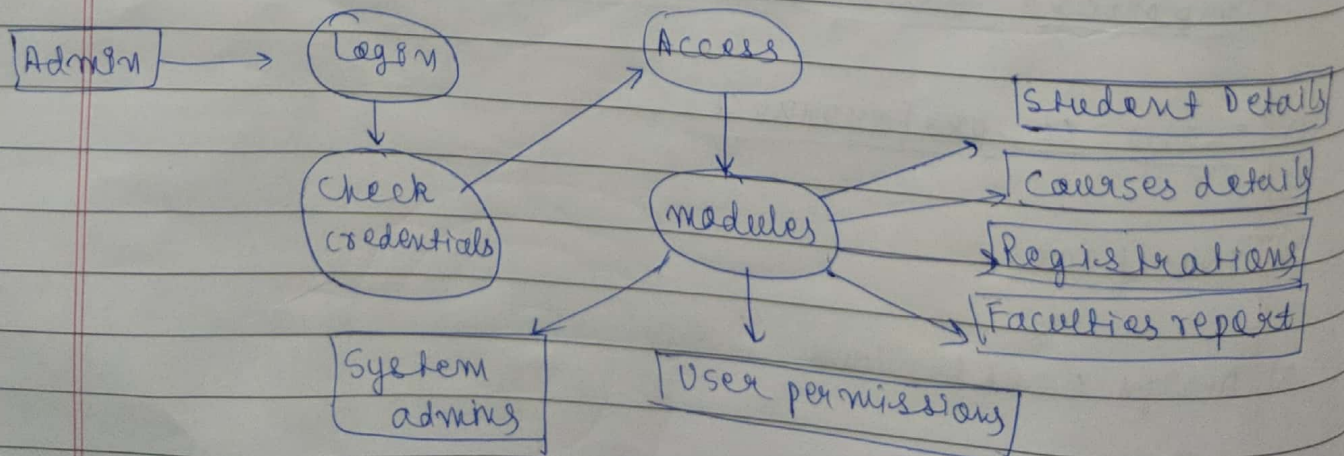 Admin
Login
Access
Student Details
Check
credentials
modules
Courses details
Registrations
Faculties report
System
admins
User permissions